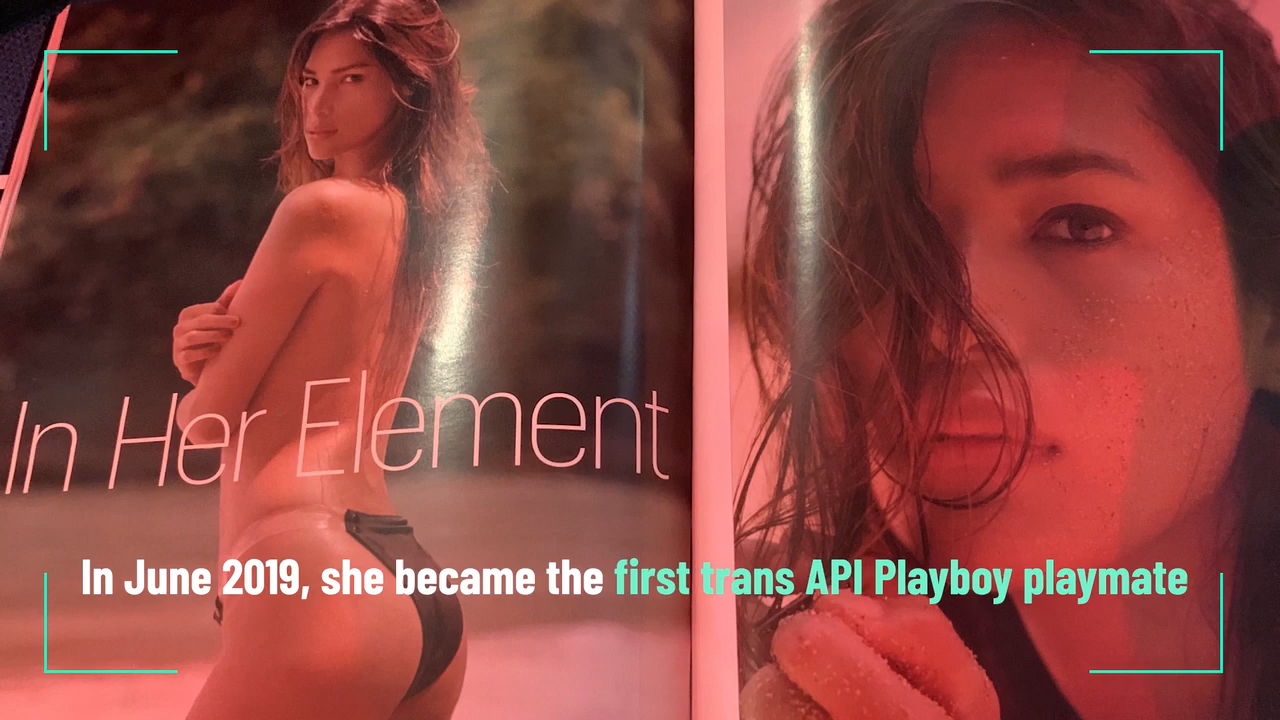 In Her Element
In June 2019, she became the first trans API Playboy playmate